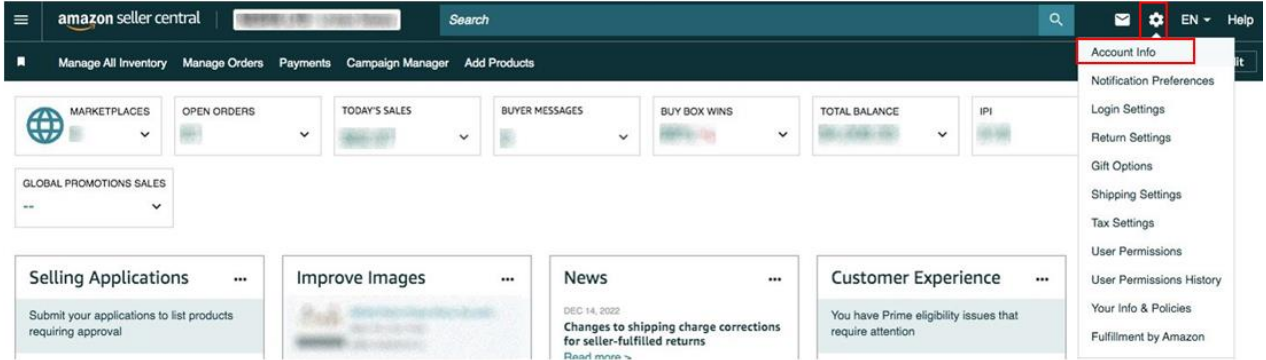 amazon seller central
Search
EN
Help
Manage All Inventory
Manage Orders
Payments
Campaign Manager
Add Products
it
Account Info
Notification Preferences
Login Settings
Return Settings
Gift Options
Shipping Settings
Tax Settings
User Permissions
User Permissions History
Your Info & Policies
Fulfillment by Amazon
MARKETPLACES
OPEN ORDERS
TODAY'S SALES
BUYER MESSAGES
BUY BOX WINS
TOTAL BALANCE
IPI
GLOBAL PROMOTIONS SALES
--
Selling Applications
...
Submit your applications to list products
requiring approval
Improve Images
...
News
...
DEC 14, 2022
Changes to shipping charge corrections
for seller-fulfilled returns
Read more >
Customer Experience
...
You have Prime eligibility issues that
require attention